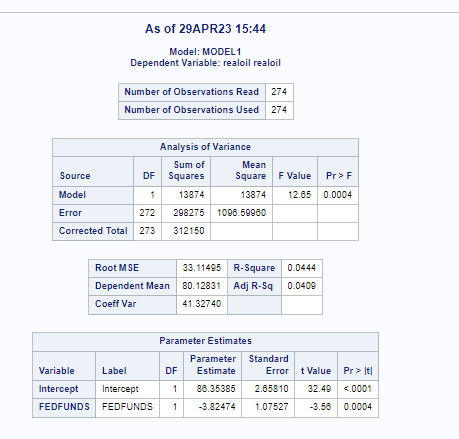 As of 29APR23 15:44
Model: MODEL1
Dependent Variable: realoil realoil
Number of Observations Read 274
Number of Observations Used 274
Analysis of Variance
Source DF Sum of Squares Mean Square F Value Pr > F
Model 1 13874 13874 12.65 0.0004
Error 272 298275 1096.59960
Corrected Total 273 312150
Root MSE 33.11495 R-Square 0.0444
Dependent Mean 80.12831 Adj R-Sq 0.0409
Coeff Var 41.32740
Parameter Estimates
Variable Label DF Parameter Estimate Standard Error t Value Pr > |t|
Intercept Intercept 1 86.35385 2.65810 32.49 <.0001
FEDFUNDS FEDFUNDS 1 -3.82474 1.07527 -3.56 0.0004